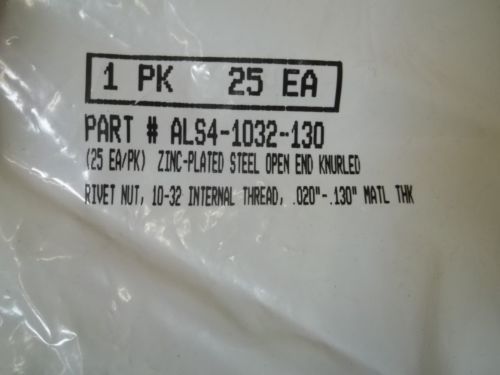 1 PK 25 EA
PART # ALS4-1032-130
(25 EA/PK) ZINC-PLATED STEEL OPEN END KNURLED
RIVET NUT, 10-32 INTERNAL THREAD, .020"-.130" MATL THK